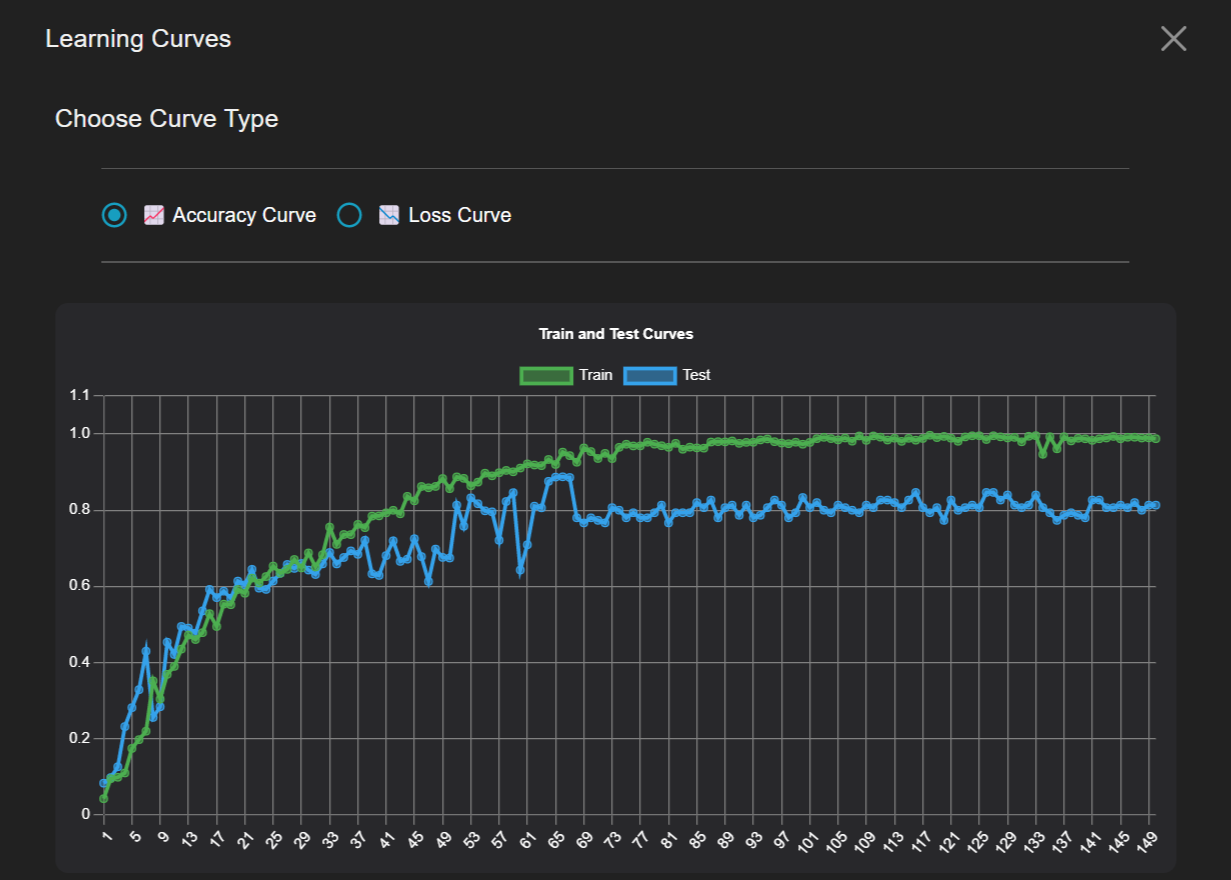 Learning Curves
Choose Curve Type
Accuracy Curve Loss Curve
Train and Test Curves
Train Test
1.1
1.0
0.8
0.6
0.4
0.2
0
1 5 9 13 17 21 25 29 33 37 41 45 49 53 57 61 65 69 73 77 81 85 89 93 97 101 105 109 113 117 121 125 129 133 137 141 145 149